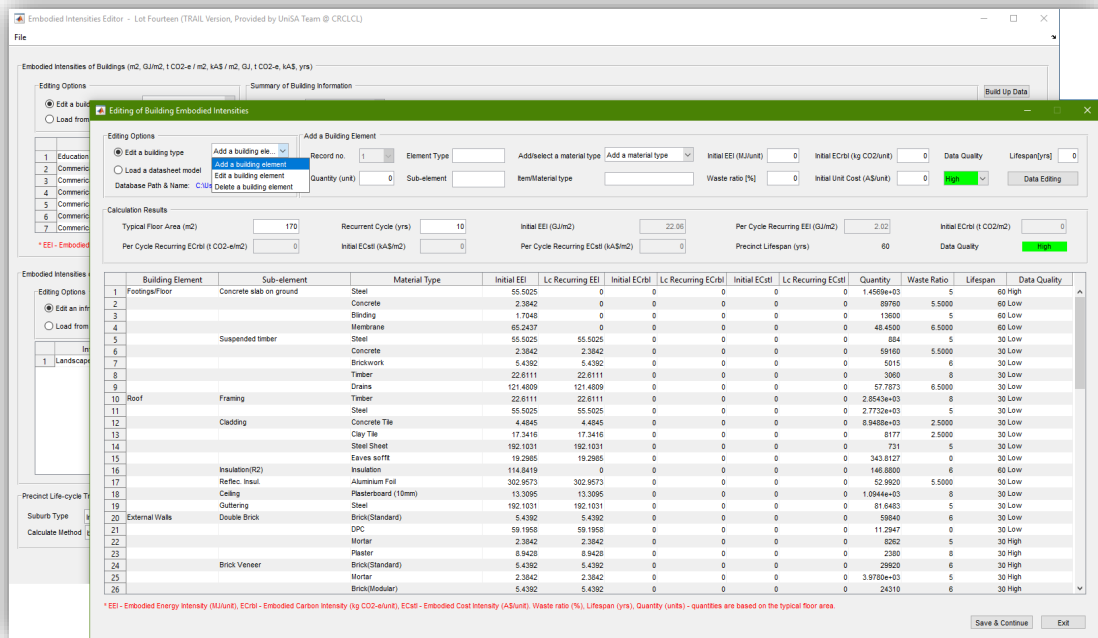 Embodied Intensities Editor - Lot Fourteen (TRAIL Version, Provided by UniSA Team @ CRCLCL)
File
Embodied Intensities of Buildings (m2, GJ/m2, t CO2-e / m2, kA$ / m2, GJ, t CO2-e, kA$, yrs)
Editing Options
Summary of Building Information
Edit a build
Load from
Build Up Data
1 Education
2 Commeric
3 Commeric
4 Commeric
5 Commeric
6 Commeric
7 Commeric
* EEI - Embodied
Embodied Intensities
Editing Options
Edit an infr
Load from
In
1 Landscape
Precinct Life-cycle Tr
Suburb Type
Calculate Method
Editing of Building Embodied Intensities
Editing Options
Edit a building type
Add a building ele...
Load a datasheet model
Add a building element
Edit a building element
Delete a building element
Database Path & Name: C:\Us
Add a Building Element
Record no. 1 Element Type Add/select a material type Add a material type Initial EEI (MJ/unit) 0 Initial ECrbl (kg CO2/unit) 0 Data Quality Lifespan[yrs] 0
Quantity (unit) 0 Sub-element Item/Material type Waste ratio [%] 0 Initial Unit Cost (A$/unit) 0 High Data Editing
Calculation Results
Typical Floor Area (m2) 170 Recurrent Cycle (yrs) 10 Initial EEI (GJ/m2) 22.06 Per Cycle Recurring EEI (GJ/m2) 2.02 Initial ECrbl (t CO2/m2) 0
Per Cycle Recurring ECrbl (t CO2-e/m2) 0 Initial ECstl (kA$/m2) 0 Per Cycle Recurring ECstl (kA$/m2) 0 Precinct Lifespan (yrs) 60 Data Quality High
Building Element Sub-element Material Type Initial EEI Lc Recurring EEI Initial ECrbl Lc Recurring ECrbl Initial ECstl Lc Recurring ECstl Quantity Waste Ratio Lifespan Data Quality
1 Footings/Floor Concrete slab on ground Steel 55.5025 0 0 0 0 0 1.4569e+03 5 60 High
2 Concrete 2.3842 0 0 0 0 0 89760 5.5000 60 Low
3 Blinding 1.7048 0 0 0 0 0 13600 5 60 Low
4 Membrane 65.2437 0 0 0 0 0 48.4500 6.5000 60 Low
5 Suspended timber Steel 55.5025 55.5025 0 0 0 0 884 5 30 Low
6 Concrete 2.3842 2.3842 0 0 0 0 59160 5.5000 30 Low
7 Brickwork 5.4392 5.4392 0 0 0 0 5015 6 30 Low
8 Timber 22.6111 22.6111 0 0 0 0 3060 8 30 Low
9 Drains 121.4809 121.4809 0 0 0 0 57.7873 6.5000 30 Low
10 Roof Framing Timber 22.6111 22.6111 0 0 0 0 2.8543e+03 8 30 Low
11 Steel 55.5025 55.5025 0 0 0 0 2.7732e+03 5 30 Low
12 Cladding Concrete Tile 4.4845 4.4845 0 0 0 0 8.9488e+03 2.5000 30 Low
13 Clay Tile 17.3416 17.3416 0 0 0 0 8177 2.5000 30 Low
14 Steel Sheet 192.1031 192.1031 0 0 0 0 731 5 30 Low
15 Eaves soffit 19.2985 19.2985 0 0 0 0 343.8127 0 30 Low
16 Insulation(R2) Insulation 114.8419 0 0 0 0 0 146.8800 6 60 Low
17 Reflec. Insul. Aluminium Foil 302.9573 302.9573 0 0 0 0 52.9920 5.5000 30 Low
18 Ceiling Plasterboard (10mm) 13.3095 13.3095 0 0 0 0 1.0944e+03 8 30 Low
19 Guttering Steel 192.1031 192.1031 0 0 0 0 81.6483 5 30 Low
20 External Walls Double Brick Brick(Standard) 5.4392 5.4392 0 0 0 0 59840 6 30 Low
21 DPC 59.1958 59.1958 0 0 0 0 11.2947 0 30 Low
22 Mortar 2.3842 2.3842 0 0 0 0 8262 5 30 High
23 Plaster 8.9428 8.9428 0 0 0 0 2380 8 30 High
24 Brick Veneer Brick(Standard) 5.4392 5.4392 0 0 0 0 29920 6 30 High
25 Mortar 2.3842 2.3842 0 0 0 0 3.9780e+03 5 30 High
26 Brick(Modular) 5.4392 5.4392 0 0 0 0 24310 6 30 High
* EEI - Embodied Energy Intensity (MJ/unit), ECrbl - Embodied Carbon Intensity (kg CO2-e/unit), ECstl - Embodied Cost Intensity (A$/unit). Waste ratio (%), Lifespan (yrs), Quantity (units) - quantities are based on the typical floor area.
Save & Continue Exit